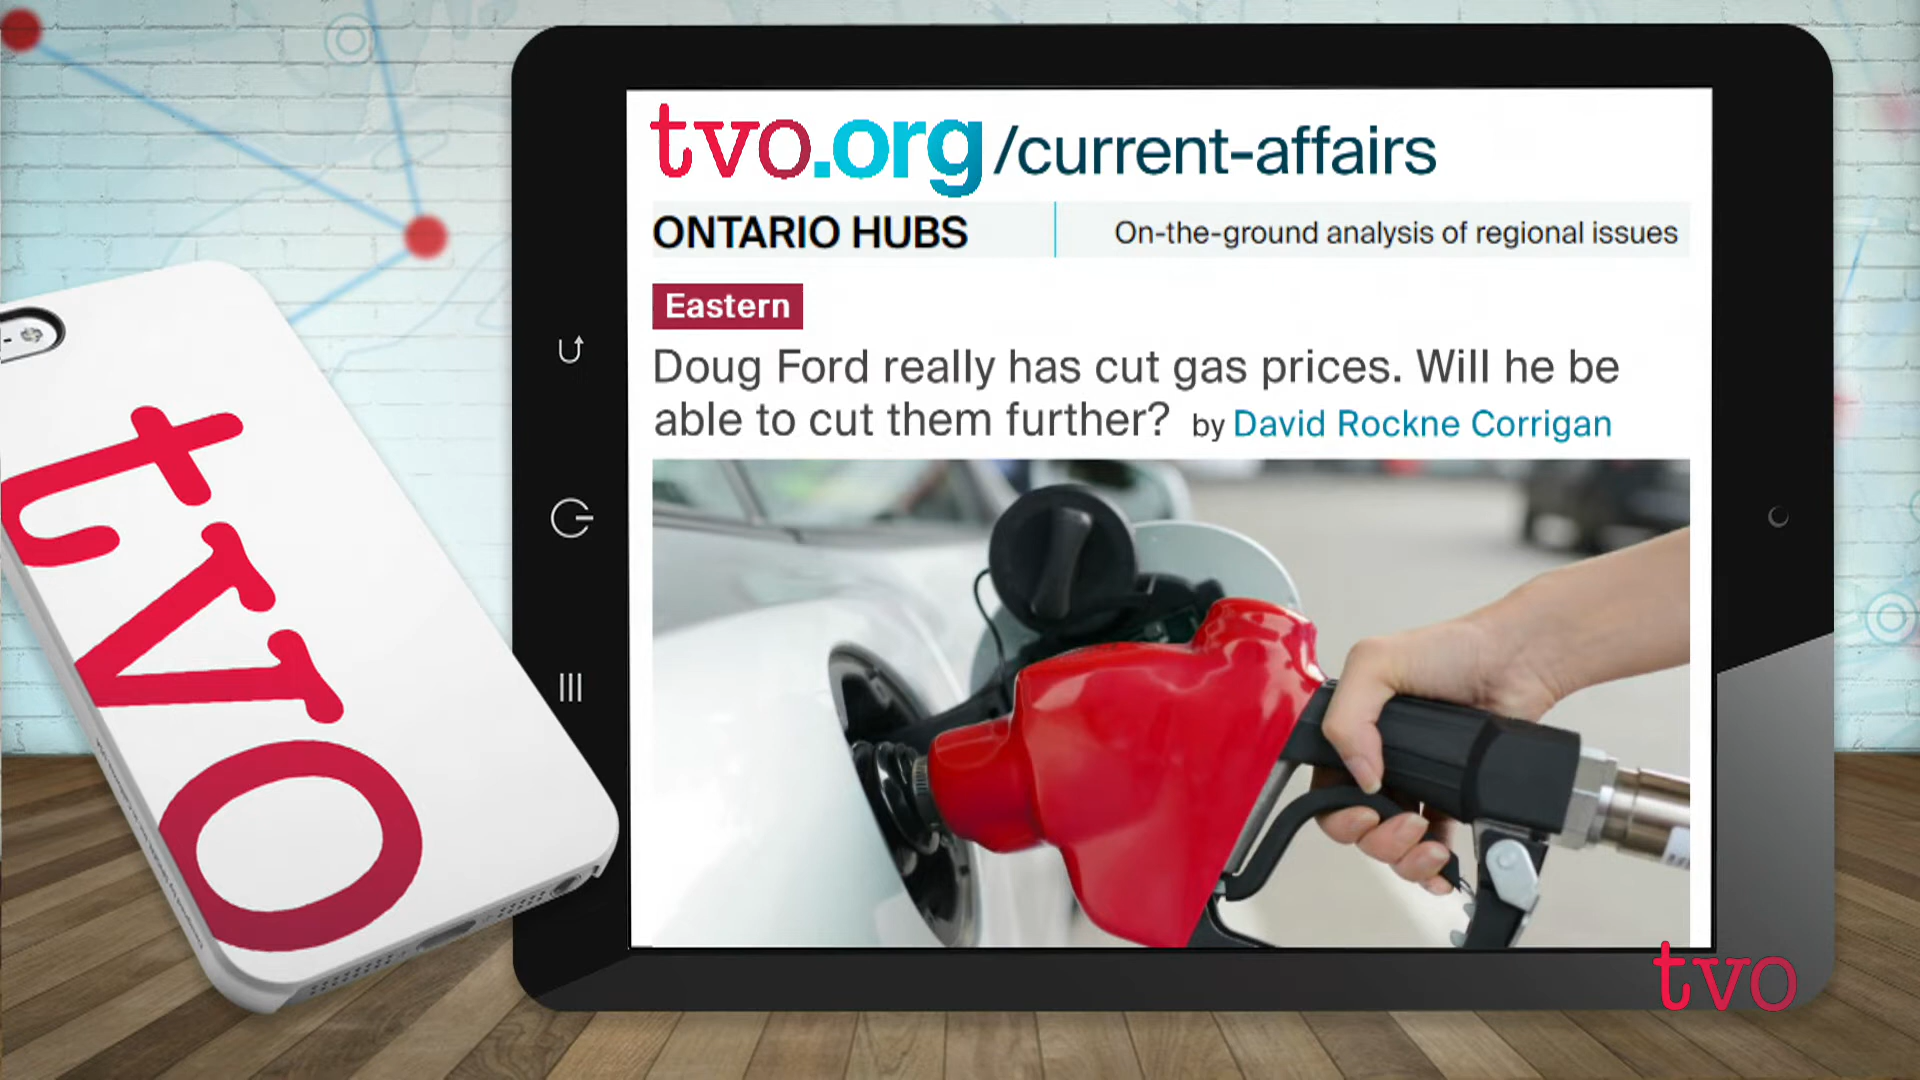 tvo.org/current-affairs
ONTARIO HUBS
On-the-ground analysis of regional issues
Eastern
Doug Ford really has cut gas prices. Will he be
able to cut them further? by David Rockne Corrigan
tvo
tvo